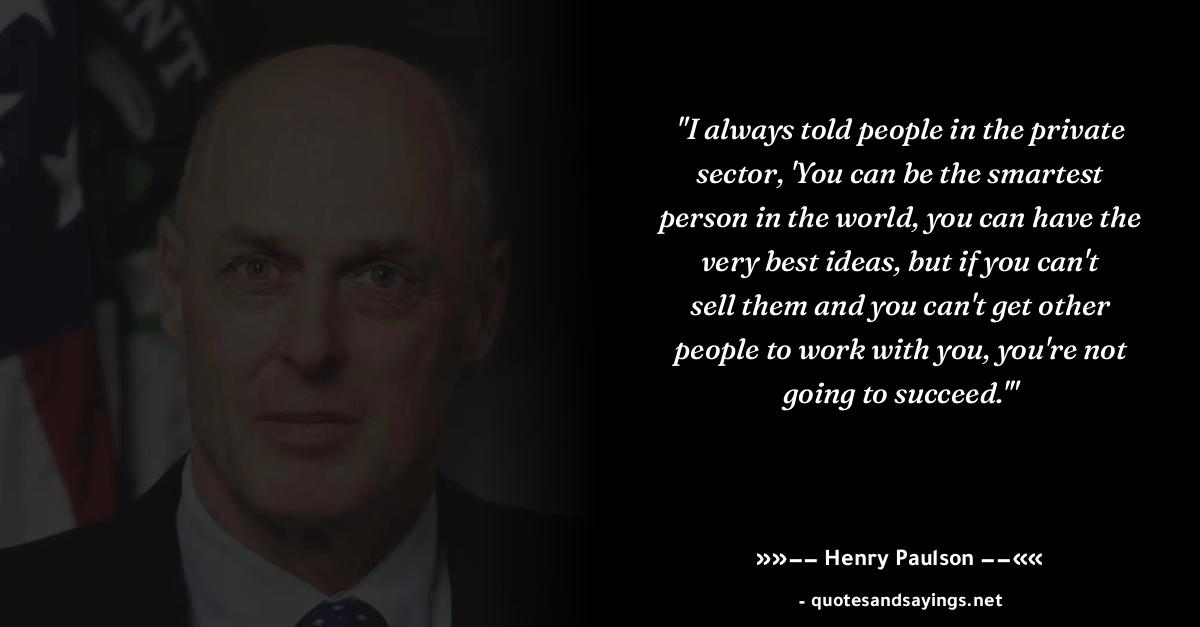 NT
"I always told people in the private
sector, 'You can be the smartest
person in the world, you can have the
very best ideas, but if you can't
sell them and you can't get other
people to work with you, you're not
going to succeed.'"
»»−− Henry Paulson −−««
- quotesandsayings.net